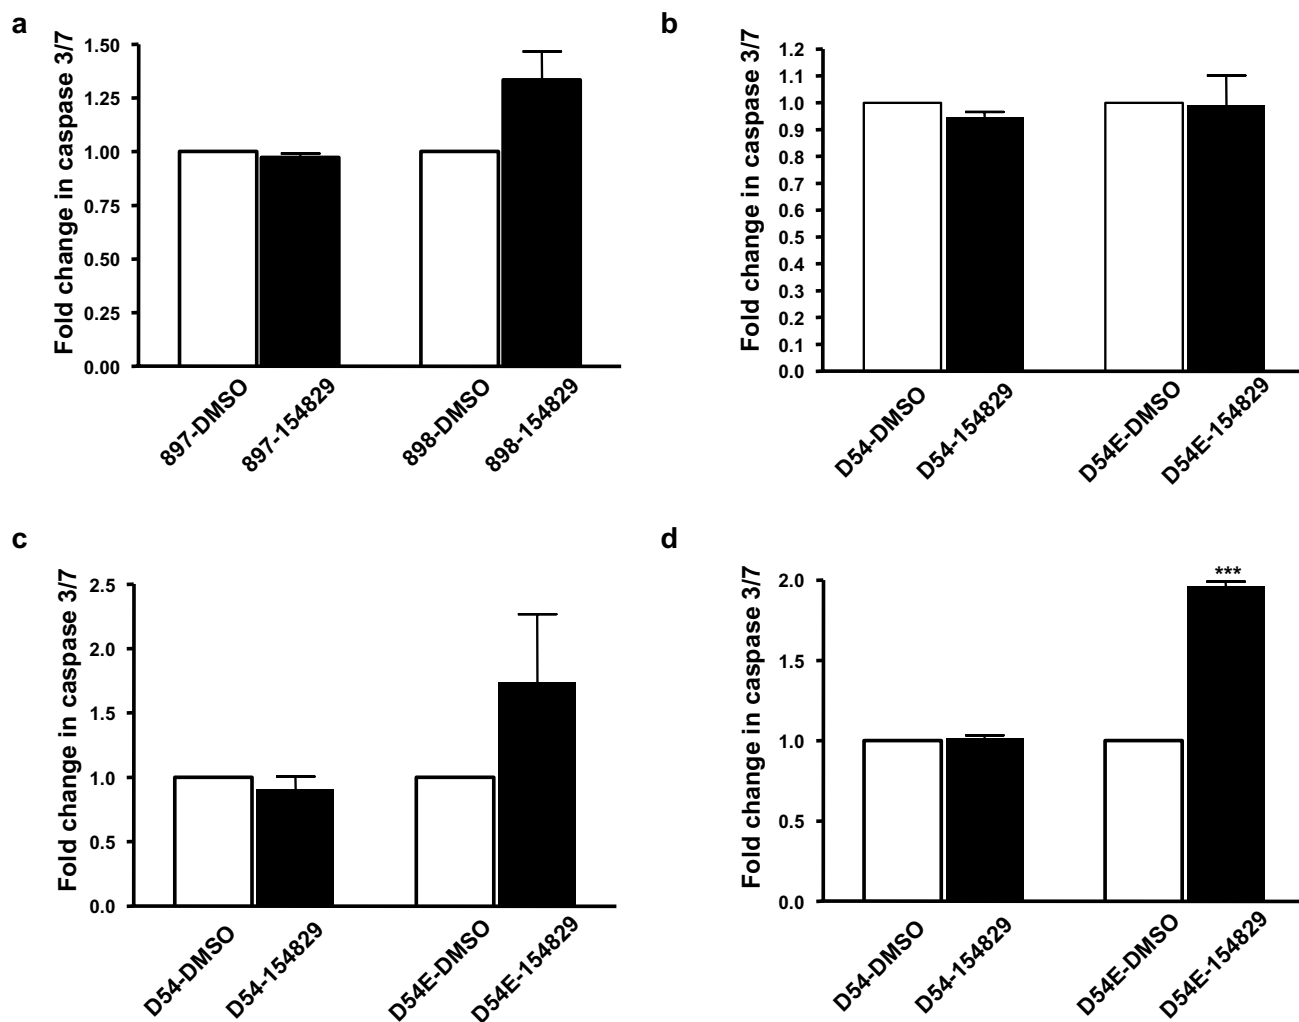 a
Fold change in caspase 3/7
1.50
1.25
1.00
0.75
0.50
0.25
0.00
897-DMSO
897-154829
898-DMSO
898-154829
b
Fold change in caspase 3/7
1.2
1.1
1.0
0.9
0.8
0.7
0.6
0.5
0.4
0.3
0.2
0.1
0.0
D54-DMSO
D54-154829
D54E-DMSO
D54E-154829
c
Fold change in caspase 3/7
2.5
2.0
1.5
1.0
0.5
0.0
D54-DMSO
D54-154829
D54E-DMSO
D54E-154829
d
Fold change in caspase 3/7
2.0
1.5
1.0
0.5
0.0
***
D54-DMSO
D54-154829
D54E-DMSO
D54E-154829